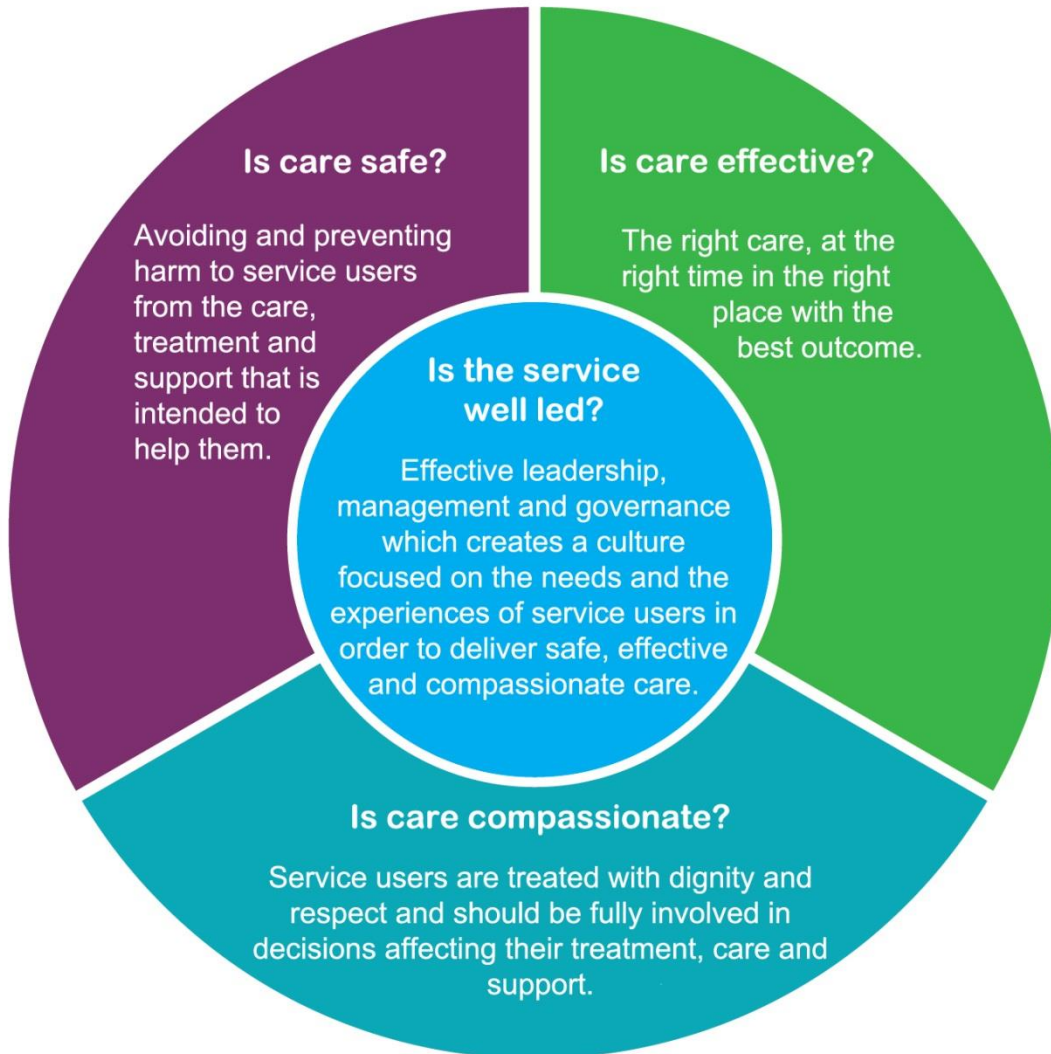 Is care safe?
Avoiding and preventing
harm to service users
from the care,
treatment and
support that is
intended to
help them.
Is care effective?
The right care, at the
right time in the right
place with the
best outcome.
Is the service
well led?
Effective leadership,
management and governance
which creates a culture
focused on the needs and the
experiences of service users in
order to deliver safe, effective
and compassionate care.
Is care compassionate?
Service users are treated with dignity and
respect and should be fully involved in
decisions affecting their treatment, care and
support.